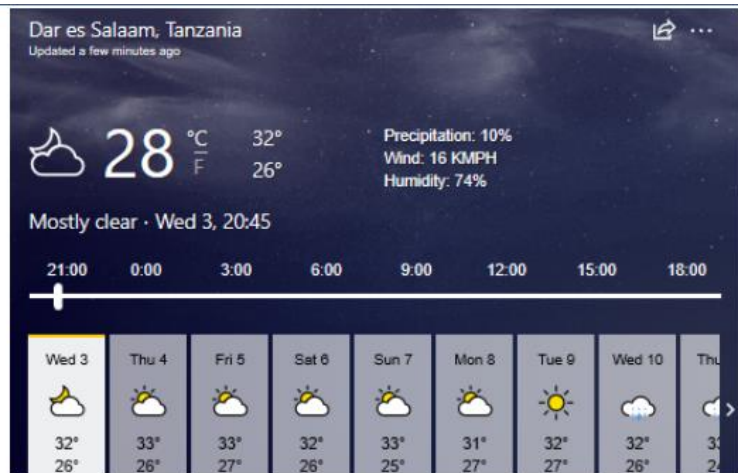 Dar es Salaam, Tanzania
Updated a few minutes ago
28 °C F 32° 26°
Precipitation: 10%
Wind: 16 KMPH
Humidity: 74%
Mostly clear · Wed 3, 20:45
21:00 0:00 3:00 6:00 9:00 12:00 15:00 18:00
Wed 3 Thu 4 Fri 5 Sat 6 Sun 7 Mon 8 Tue 9 Wed 10
32° 33° 33° 32° 33° 31° 32° 32°
26° 26° 27° 26° 25° 27° 27° 26°